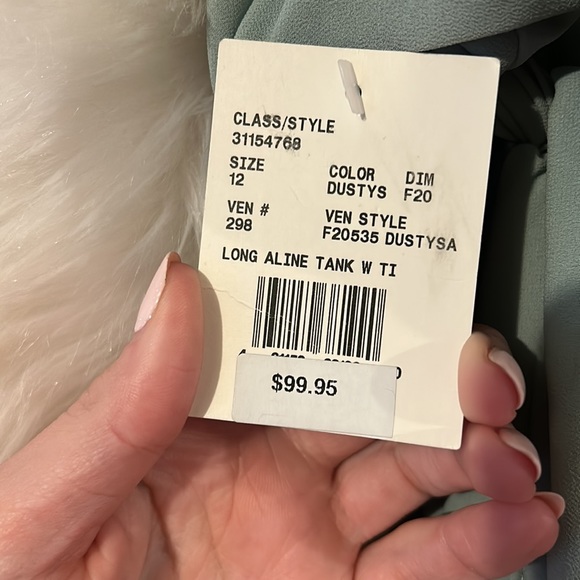 CLASS/STYLE
31154768
SIZE COLOR DIM
12 DUSTYS F20
VEN # VEN STYLE
298 F20535 DUSTYSA
LONG ALINE TANK W TI
$99.95